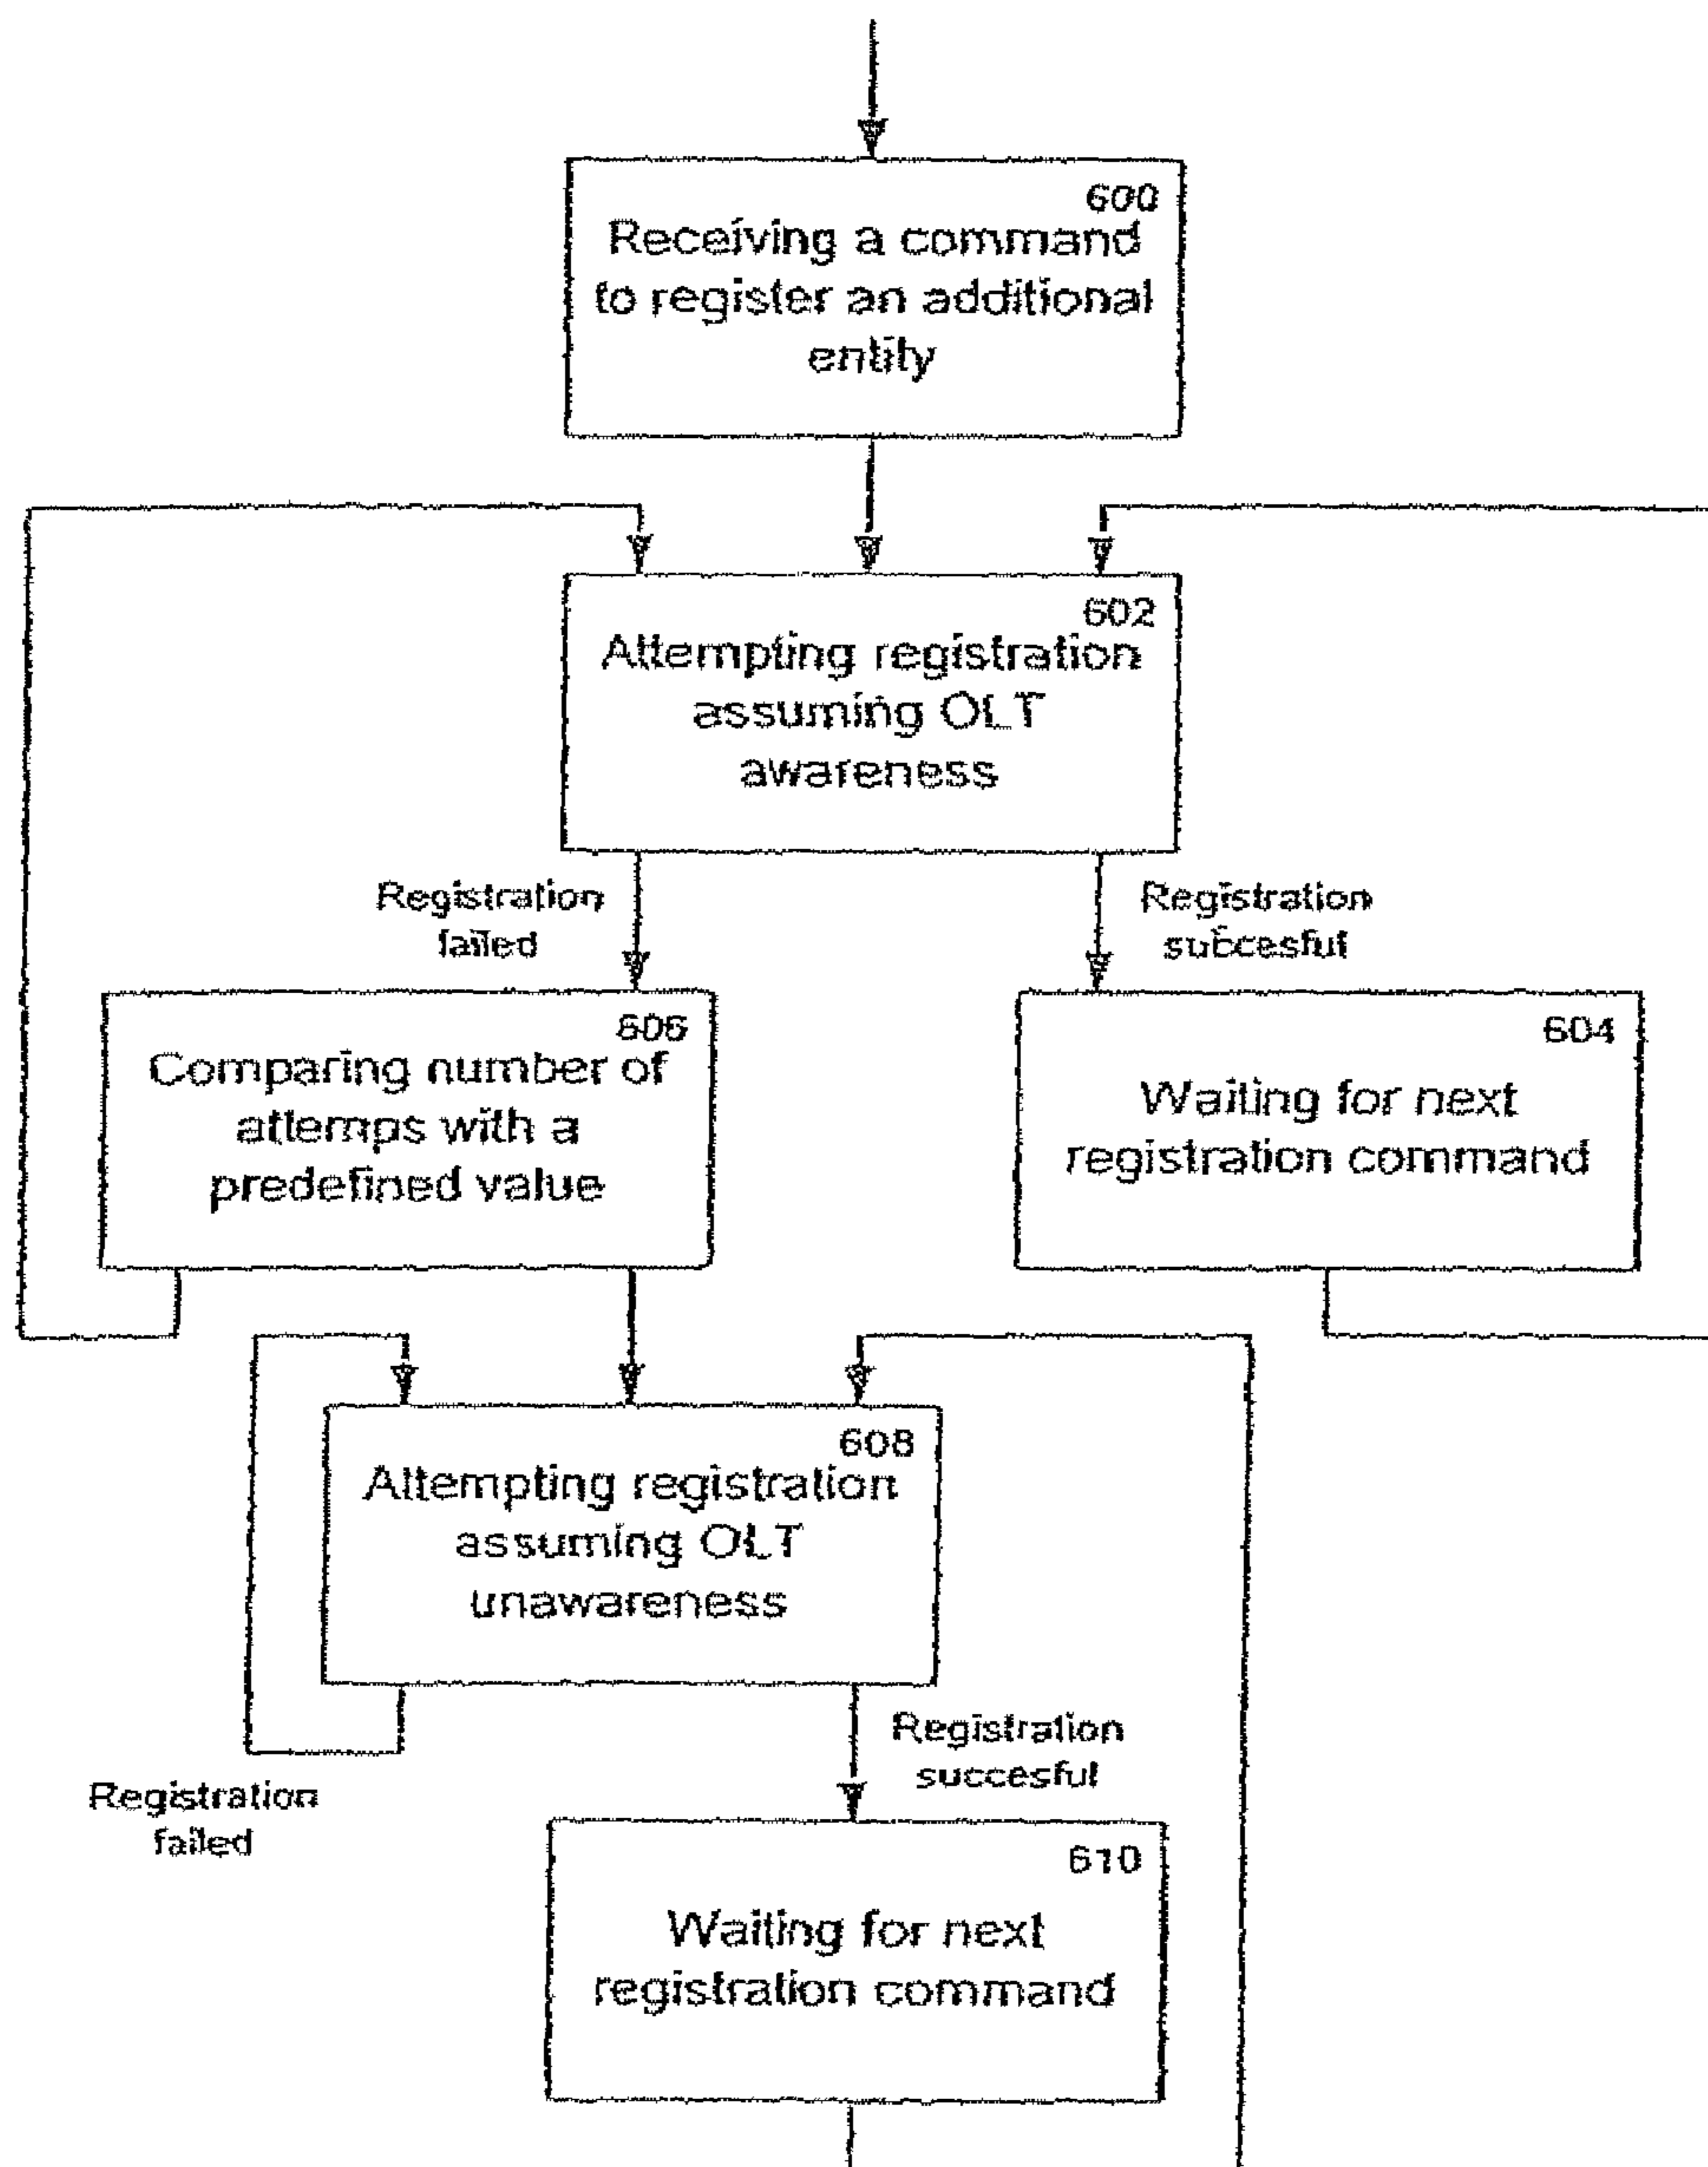 600
Receiving a command
to register an additional
entity
602
Attempting registration
assuming OLT
awareness
Registration
failed
Registration
succesful
606
Comparing number of
attemps with a
predefined value
604
Waiting for next
registration command
608
Attempting registration
assuming OLT
unawareness
Registration
succesful
Registration
failed
610
Waiting for next
registration command